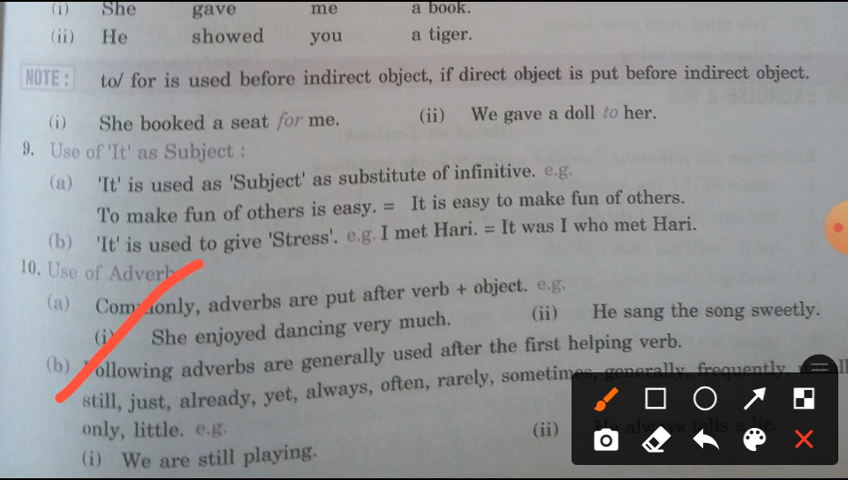 (i) She gave me a book.
(ii) He showed you a tiger.
NOTE : to/ for is used before indirect object, if direct object is put before indirect object.
(i) She booked a seat for me. (ii) We gave a doll to her.
9. Use of 'It' as Subject :
(a) 'It' is used as 'Subject' as substitute of infinitive. e.g.
To make fun of others is easy. = It is easy to make fun of others.
(b) 'It' is used to give 'Stress'. e.g. I met Hari. = It was I who met Hari.
10. Use of Adverb
(a) Commonly, adverbs are put after verb + object. e.g.
(i) She enjoyed dancing very much. (ii) He sang the song sweetly.
(b) Following adverbs are generally used after the first helping verb.
still, just, already, yet, always, often, rarely, sometimes, generally, frequently,
only, little. e.g.
(i) We are still playing. (ii) He always tells a lie.